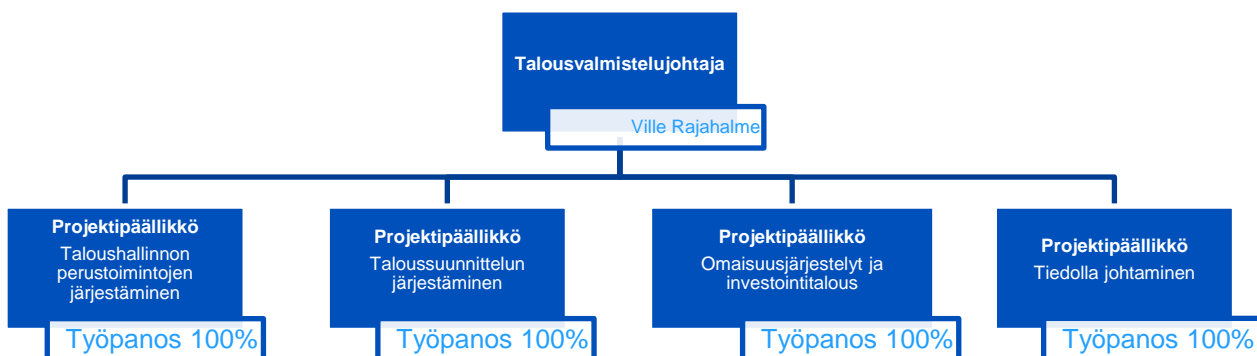 Talousvalmistelujohtaja
Ville Rajahalme
Projektipäällikkö
Taloushallinnon
perustoimintojen
järjestäminen
Työpanos 100%
Projektipäällikkö
Taloussuunnittelun
järjestäminen
Työpanos 100%
Projektipäällikkö
Omaisuusjärjestelyt ja
investointitalous
Työpanos 100%
Projektipäällikkö
Tiedolla johtaminen
Työpanos 100%